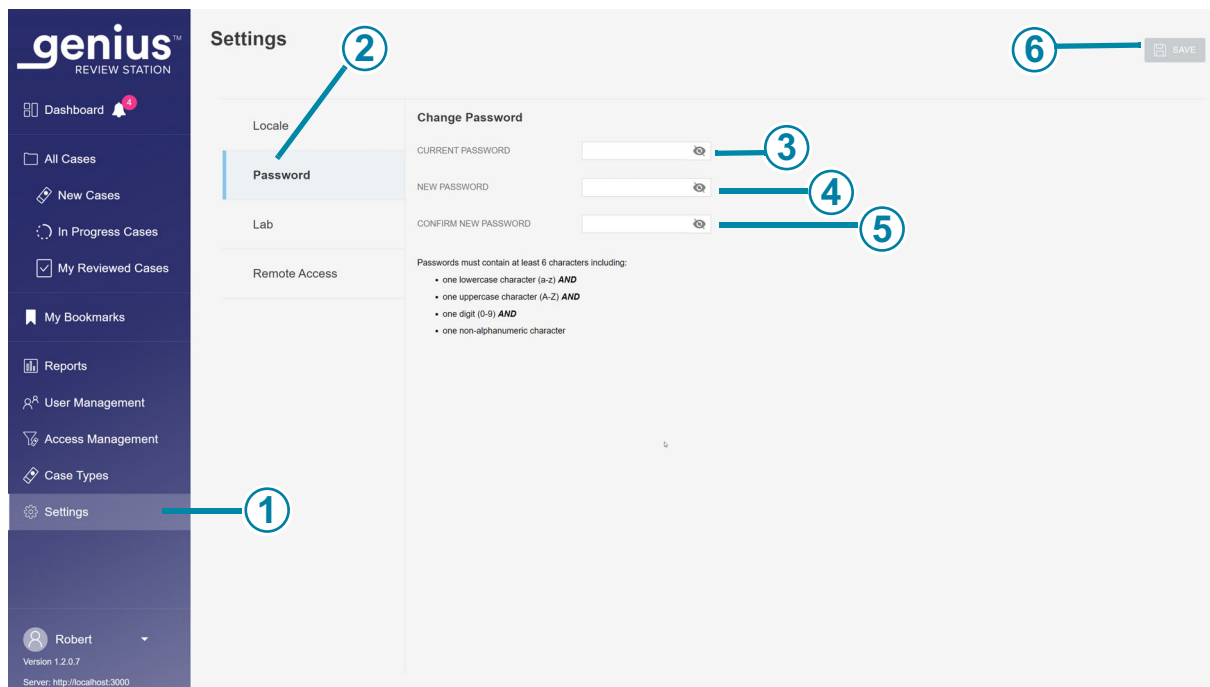 genius™
REVIEW STATION
Dashboard 4
All Cases
New Cases
In Progress Cases
My Reviewed Cases
My Bookmarks
Reports
User Management
Access Management
Case Types
Settings
Robert
Version 1.2.0.7
Server: http://localhost:3000
1
Settings
2
6
SAVE
Locale
Password
Lab
Remote Access
Change Password
CURRENT PASSWORD
3
NEW PASSWORD
4
CONFIRM NEW PASSWORD
5
Passwords must contain at least 6 characters including:
• one lowercase character (a-z) AND
• one uppercase character (A-Z) AND
• one digit (0-9) AND
• one non-alphanumeric character